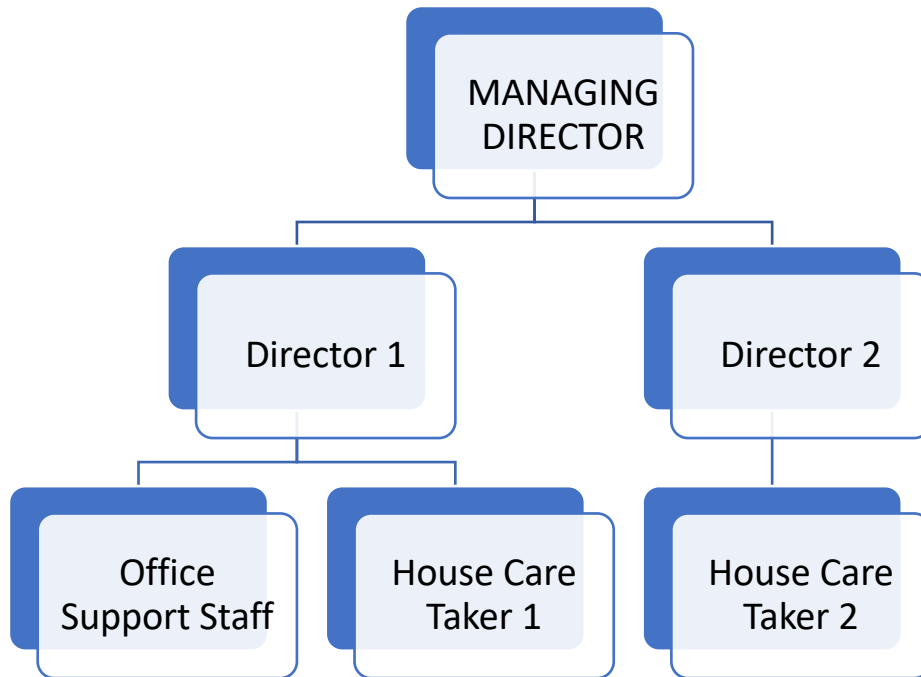 MANAGING
DIRECTOR
Director 1
Director 2
Office
Support Staff
House Care
Taker 1
House Care
Taker 2